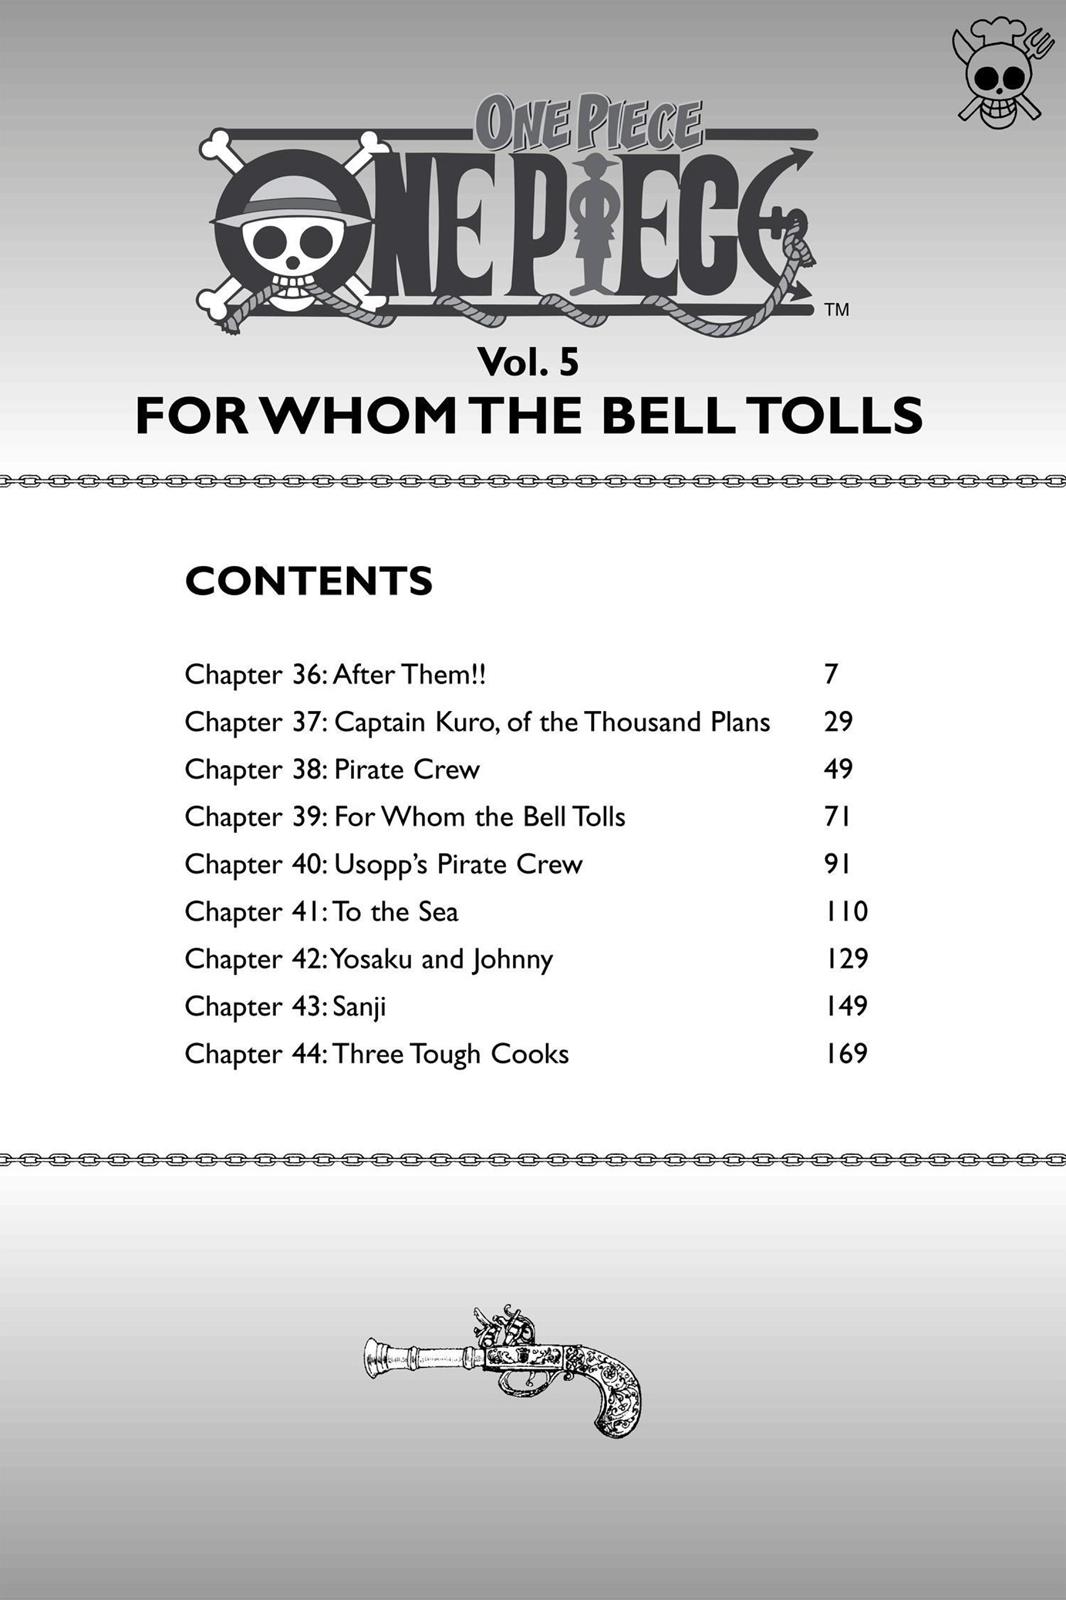 ONE PIECE
ONE PIECE
TM
Vol. 5
FOR WHOM THE BELL TOLLS
CONTENTS
Chapter 36: After Them!! 7
Chapter 37: Captain Kuro, of the Thousand Plans 29
Chapter 38: Pirate Crew 49
Chapter 39: For Whom the Bell Tolls 71
Chapter 40: Usopp's Pirate Crew 91
Chapter 41: To the Sea 110
Chapter 42: Yosaku and Johnny 129
Chapter 43: Sanji 149
Chapter 44: Three Tough Cooks 169